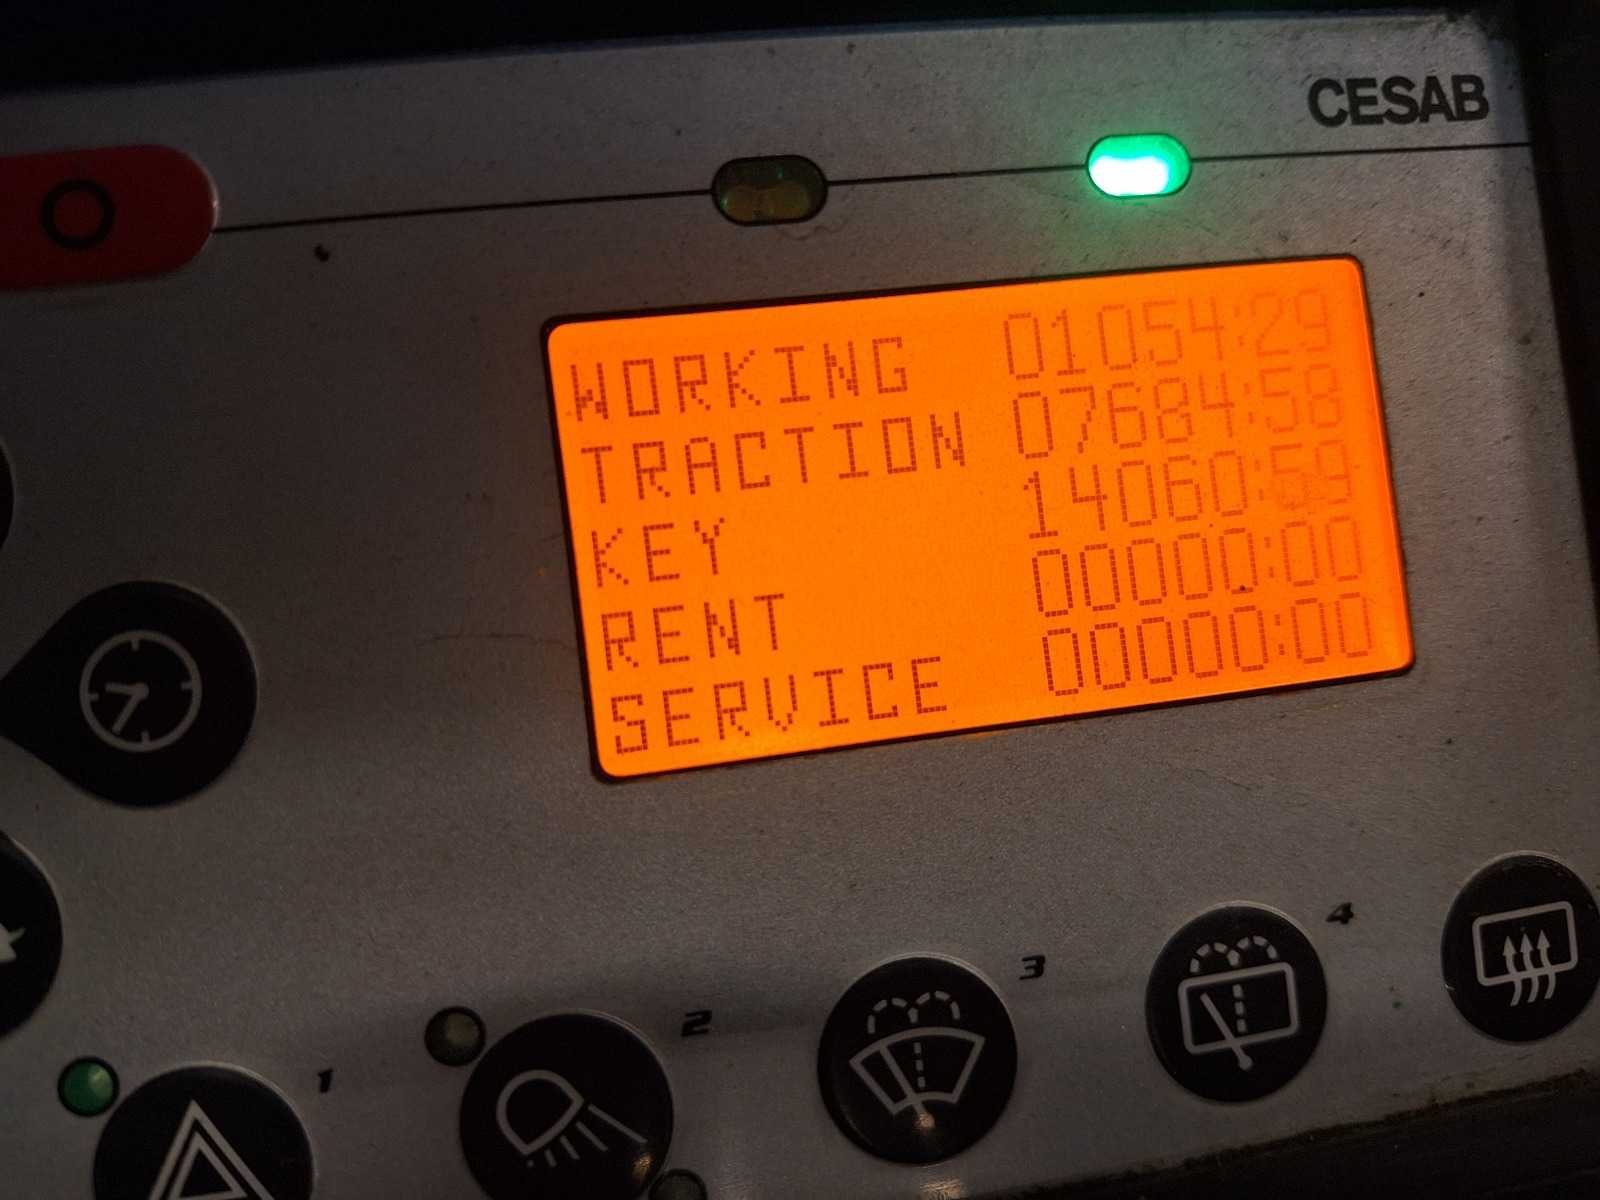 CESAB
WORKING 01054:29
TRACTION 07684:58
KEY 14060:59
RENT 00000:00
SERVICE 00000:00
1
2
3
4